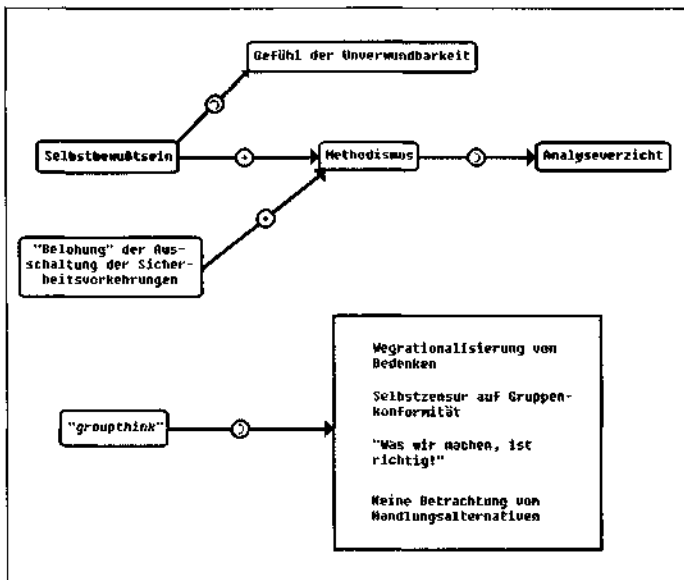 Gefühl der Unverwundbarkeit
Selbstbewußtsein
+
Methodismus
Analyseverzicht
+
"Belohung" der Aus-
schaltung der Sicher-
heitsvorkehrungen
Wegrationalisierung von
Bedenken
Selbstzensur auf Gruppen-
konformität
"groupthink"
"Was wir machen, ist
richtig!"
Keine Betrachtung von
Handlungsalternativen